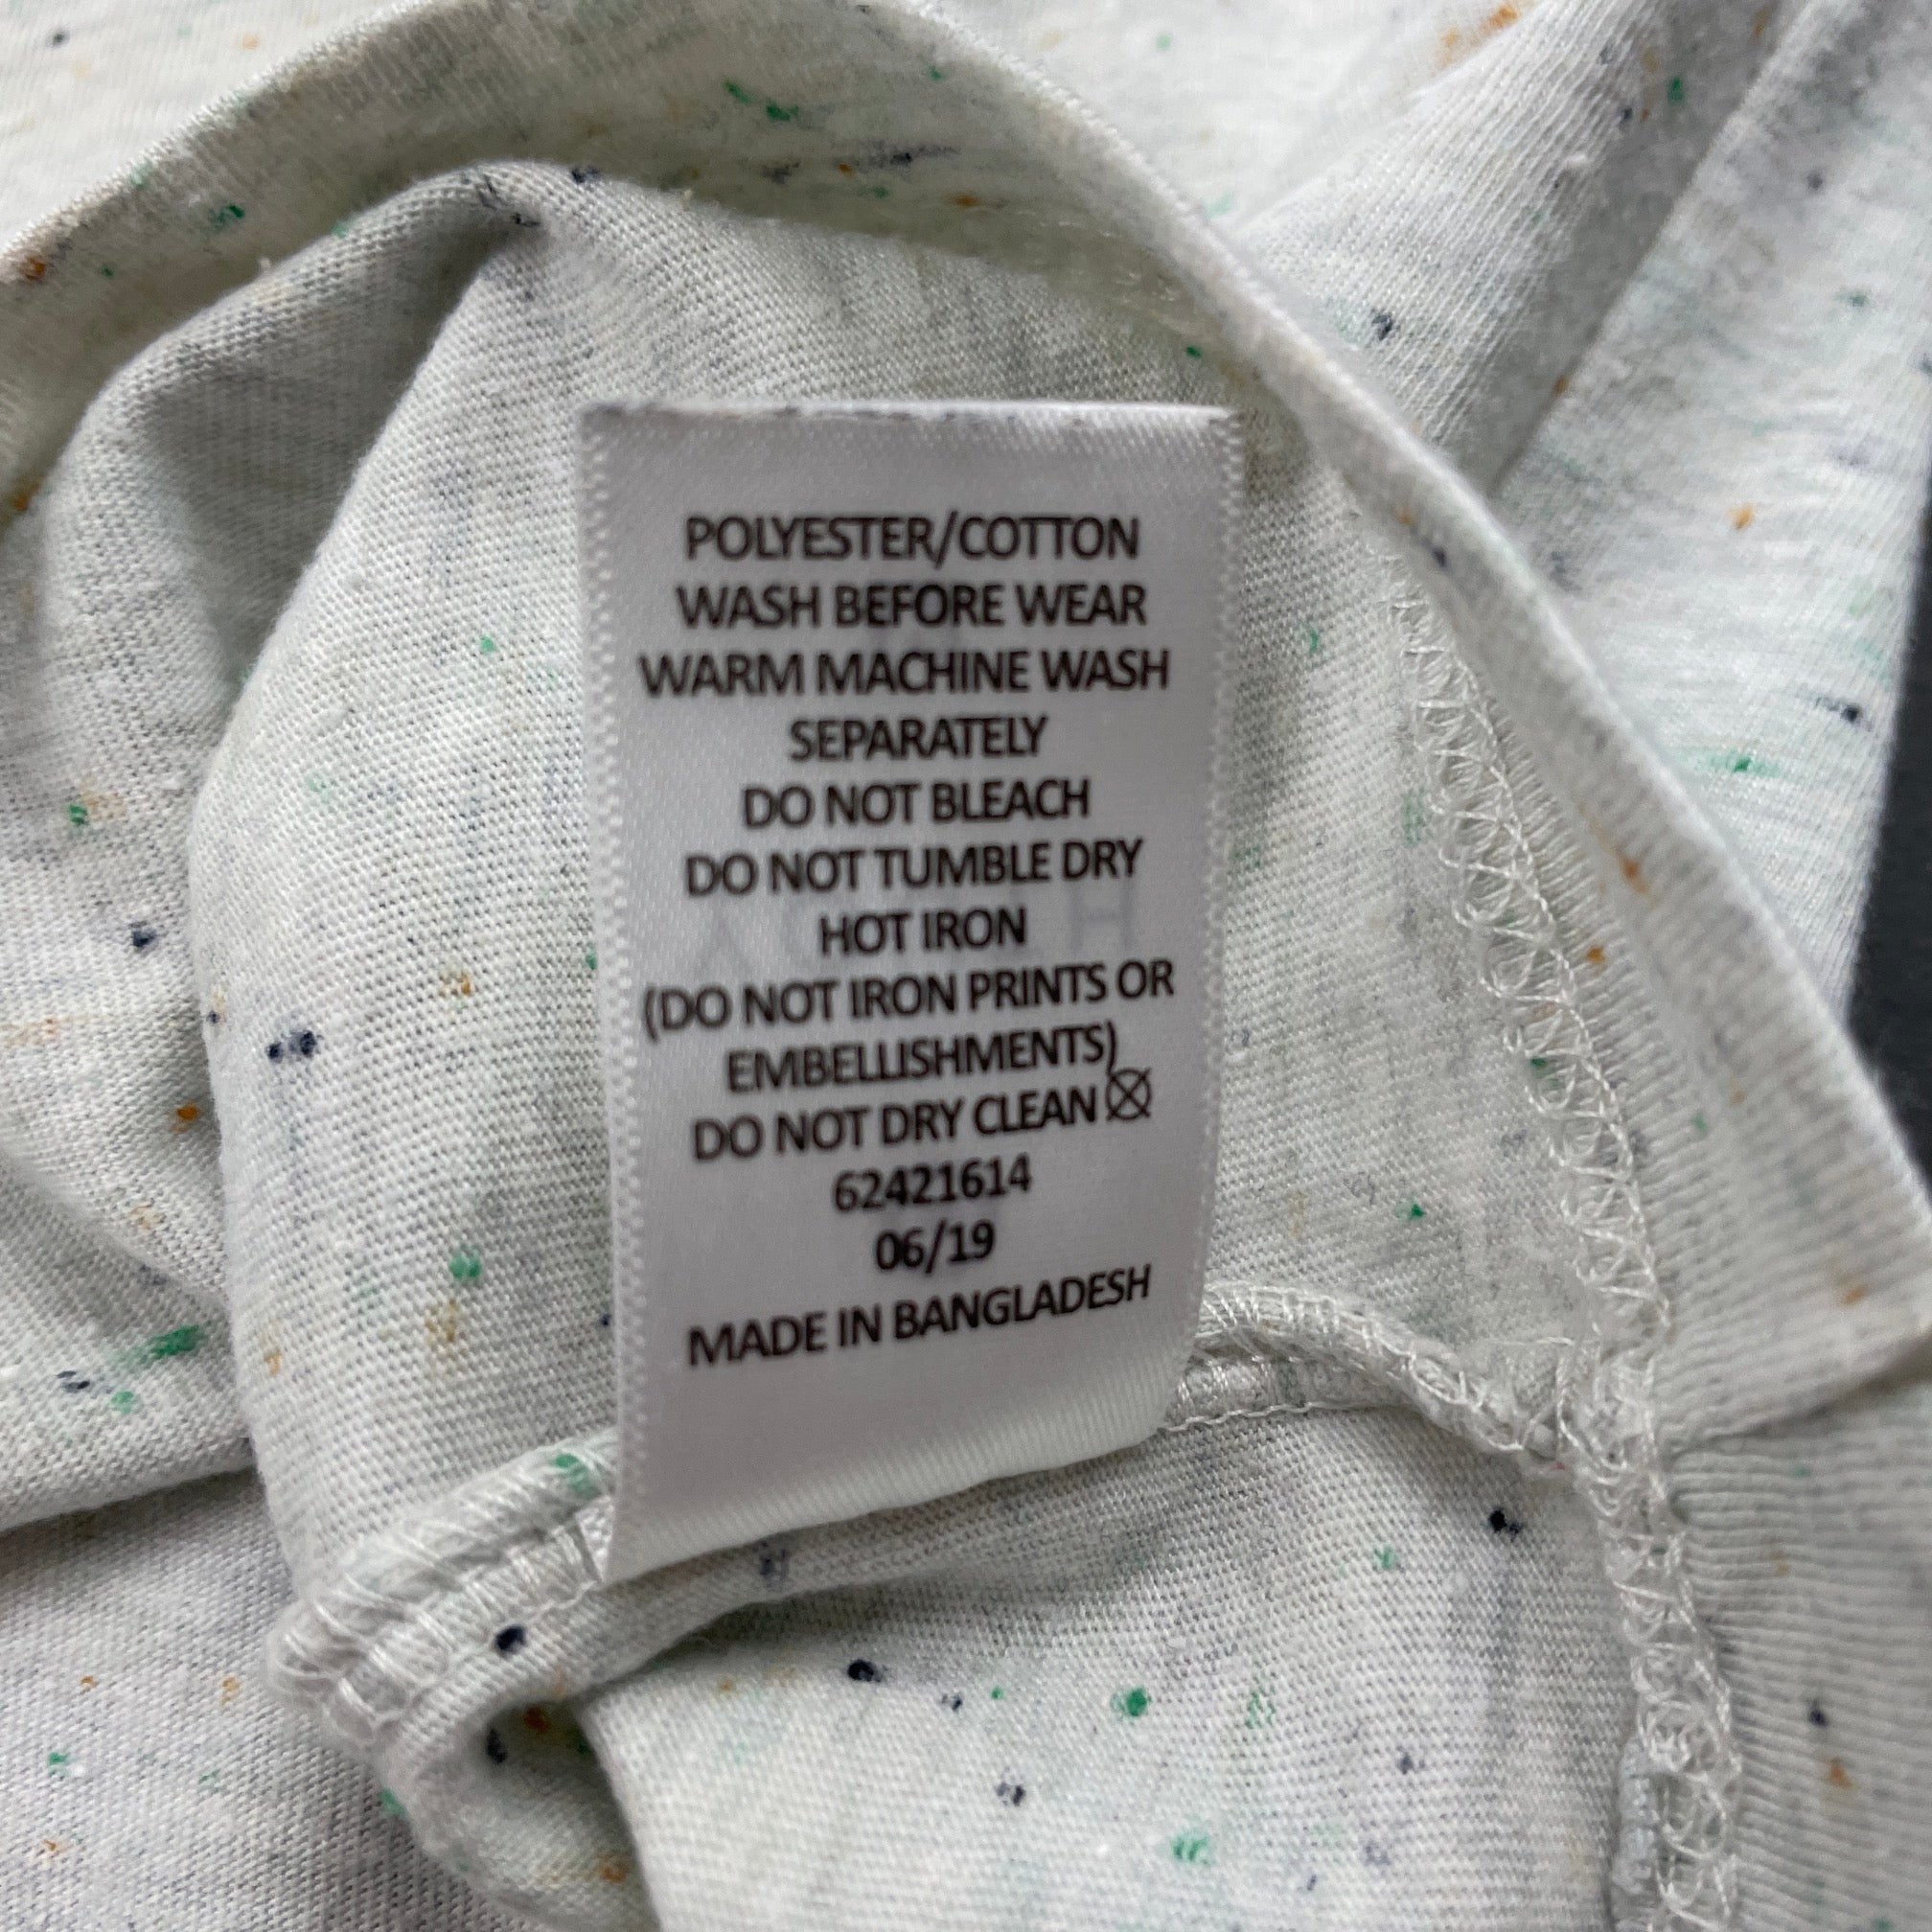 POLYESTER/COTTON
WASH BEFORE WEAR
WARM MACHINE WASH
SEPARATELY
DO NOT BLEACH
DO NOT TUMBLE DRY
HOT IRON
(DO NOT IRON PRINTS OR
EMBELLISHMENTS)
DO NOT DRY CLEAN
62421614
06/19
MADE IN BANGLADESH